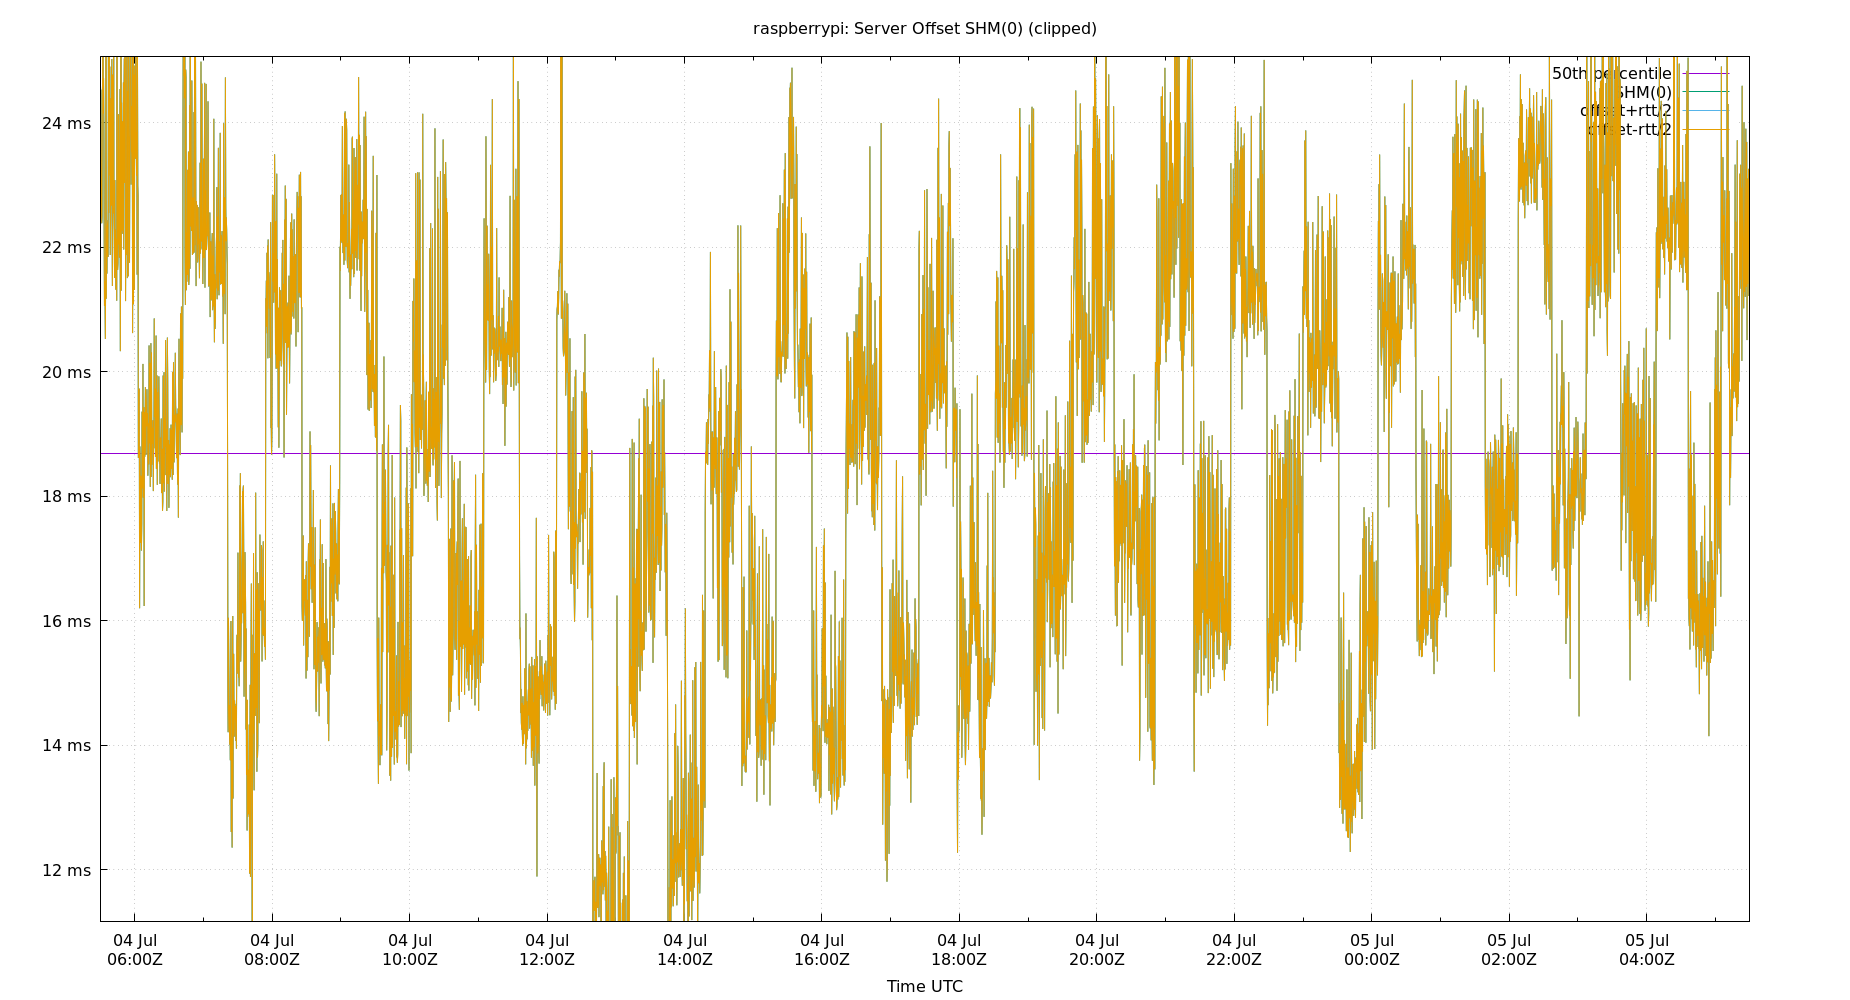 raspberrypi: Server Offset SHM(0) (clipped)
50th percentile
SHM(0)
offset+rtt/2
offset-rtt/2
24 ms
22 ms
20 ms
18 ms
16 ms
14 ms
12 ms
04 Jul 04 Jul 04 Jul 04 Jul 04 Jul 04 Jul 04 Jul 04 Jul 04 Jul 05 Jul 05 Jul 05 Jul
06:00Z 08:00Z 10:00Z 12:00Z 14:00Z 16:00Z 18:00Z 20:00Z 22:00Z 00:00Z 02:00Z 04:00Z
Time UTC